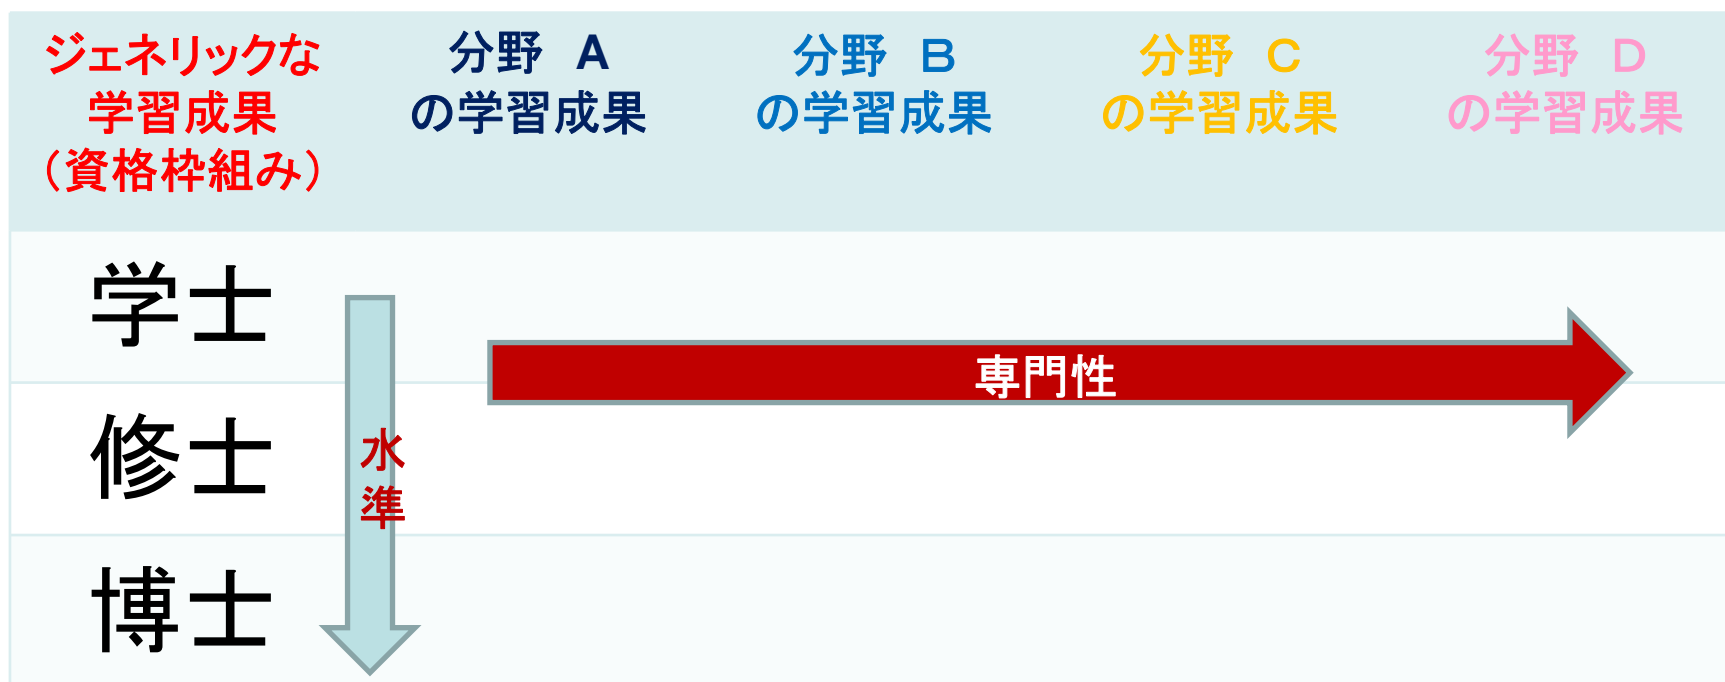 ジェネリックな
学習成果
（資格枠組み）
分野　A
の学習成果
分野　B
の学習成果
分野　C
の学習成果
分野　D
の学習成果
学士
専門性
修士
水
準
博士